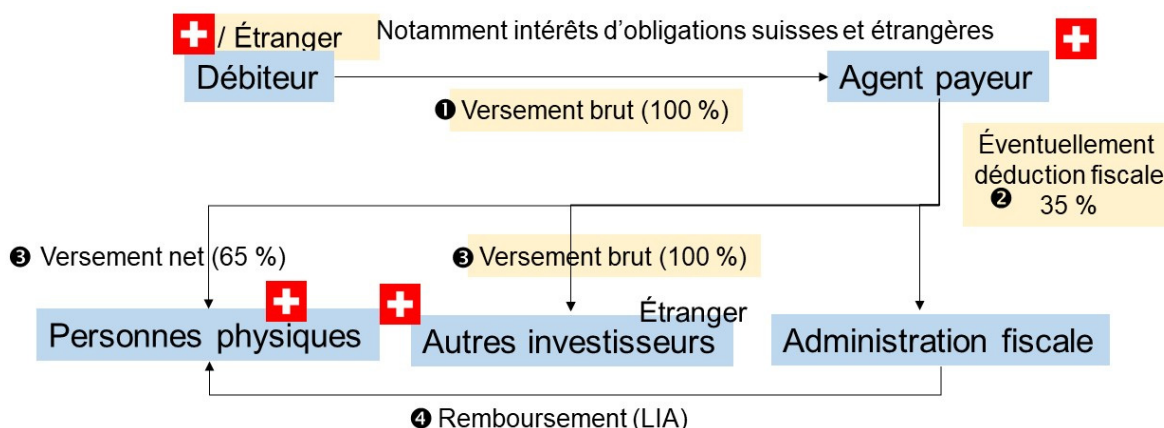 / Étranger
Notamment intérêts d’obligations suisses et étrangères
Débiteur
Agent payeur
❶ Versement brut (100 %)
Éventuellement
déduction fiscale
❷ 35 %
❸ Versement net (65 %)
❸ Versement brut (100 %)
Étranger
Personnes physiques
Autres investisseurs
Administration fiscale
❹ Remboursement (LIA)